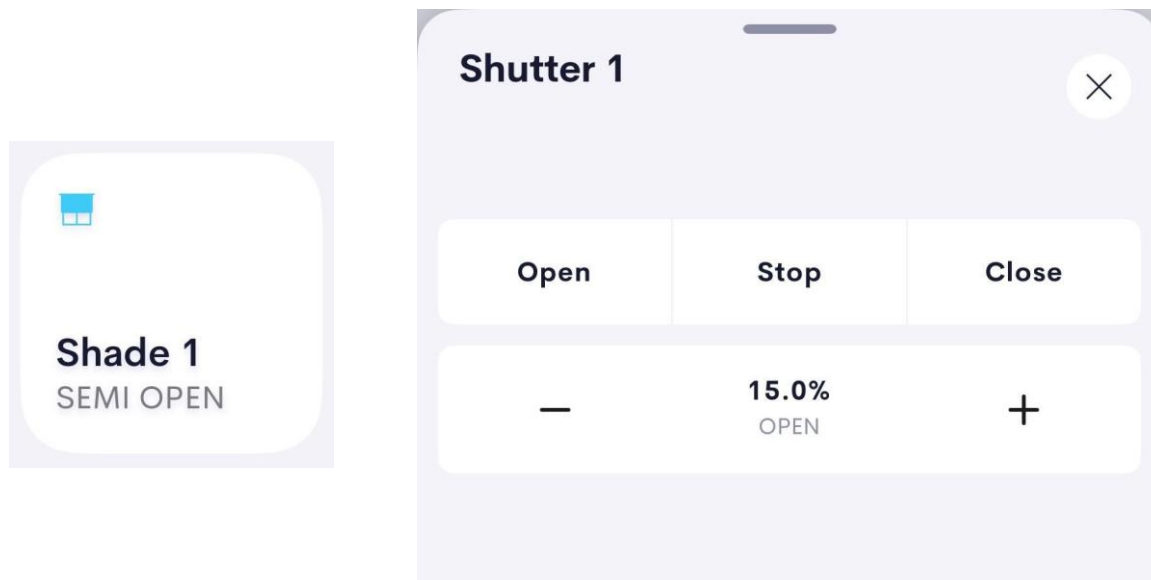 Shade 1
SEMI OPEN
Shutter 1
Open Stop Close
15.0%
OPEN